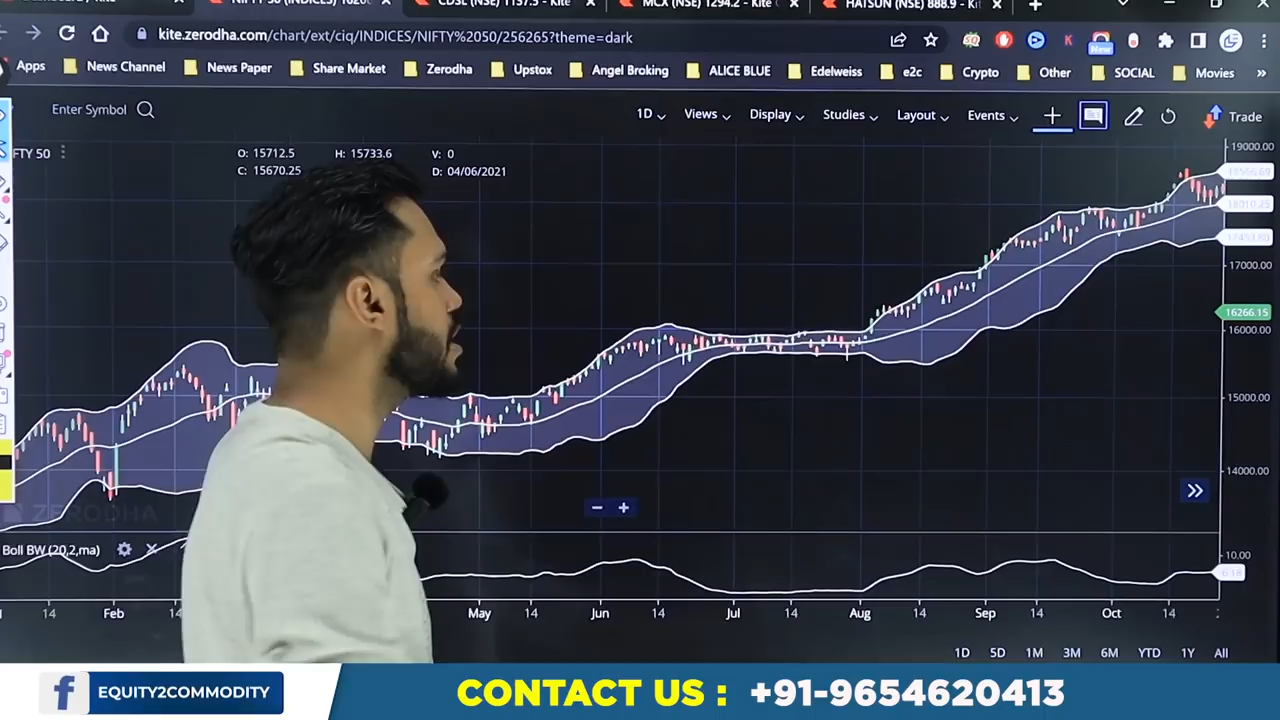 CDSL (NSE) 1137.5 - Kite
MCX (NSE) 1294.2 - Kite
HATSUN (NSE) 888.9 - Kit
kite.zerodha.com/chart/ext/ciq/INDICES/NIFTY%2050/256265?theme=dark
New
Apps News Channel News Paper Share Market Zerodha Upstox Angel Broking ALICE BLUE Edelweiss e2c Crypto Other SOCIAL Movies »
Enter Symbol 1D Views Display Studies Layout Events Trade
FTY 50 O: 15712.5 H: 15733.6 V: 0
C: 15670.25 D: 04/06/2021
19000.00
18566.69
18010.25
17000.00
16266.15
16000.00
15000.00
14000.00
ZERODHA
− +
Boll BW (20,2,ma)
10.00
6.18
14 Feb 14 May 14 Jun 14 Jul 14 Aug 14 Sep 14 Oct 14
1D 5D 1M 3M 6M YTD 1Y All
f EQUITY2COMMODITY
CONTACT US : +91-9654620413